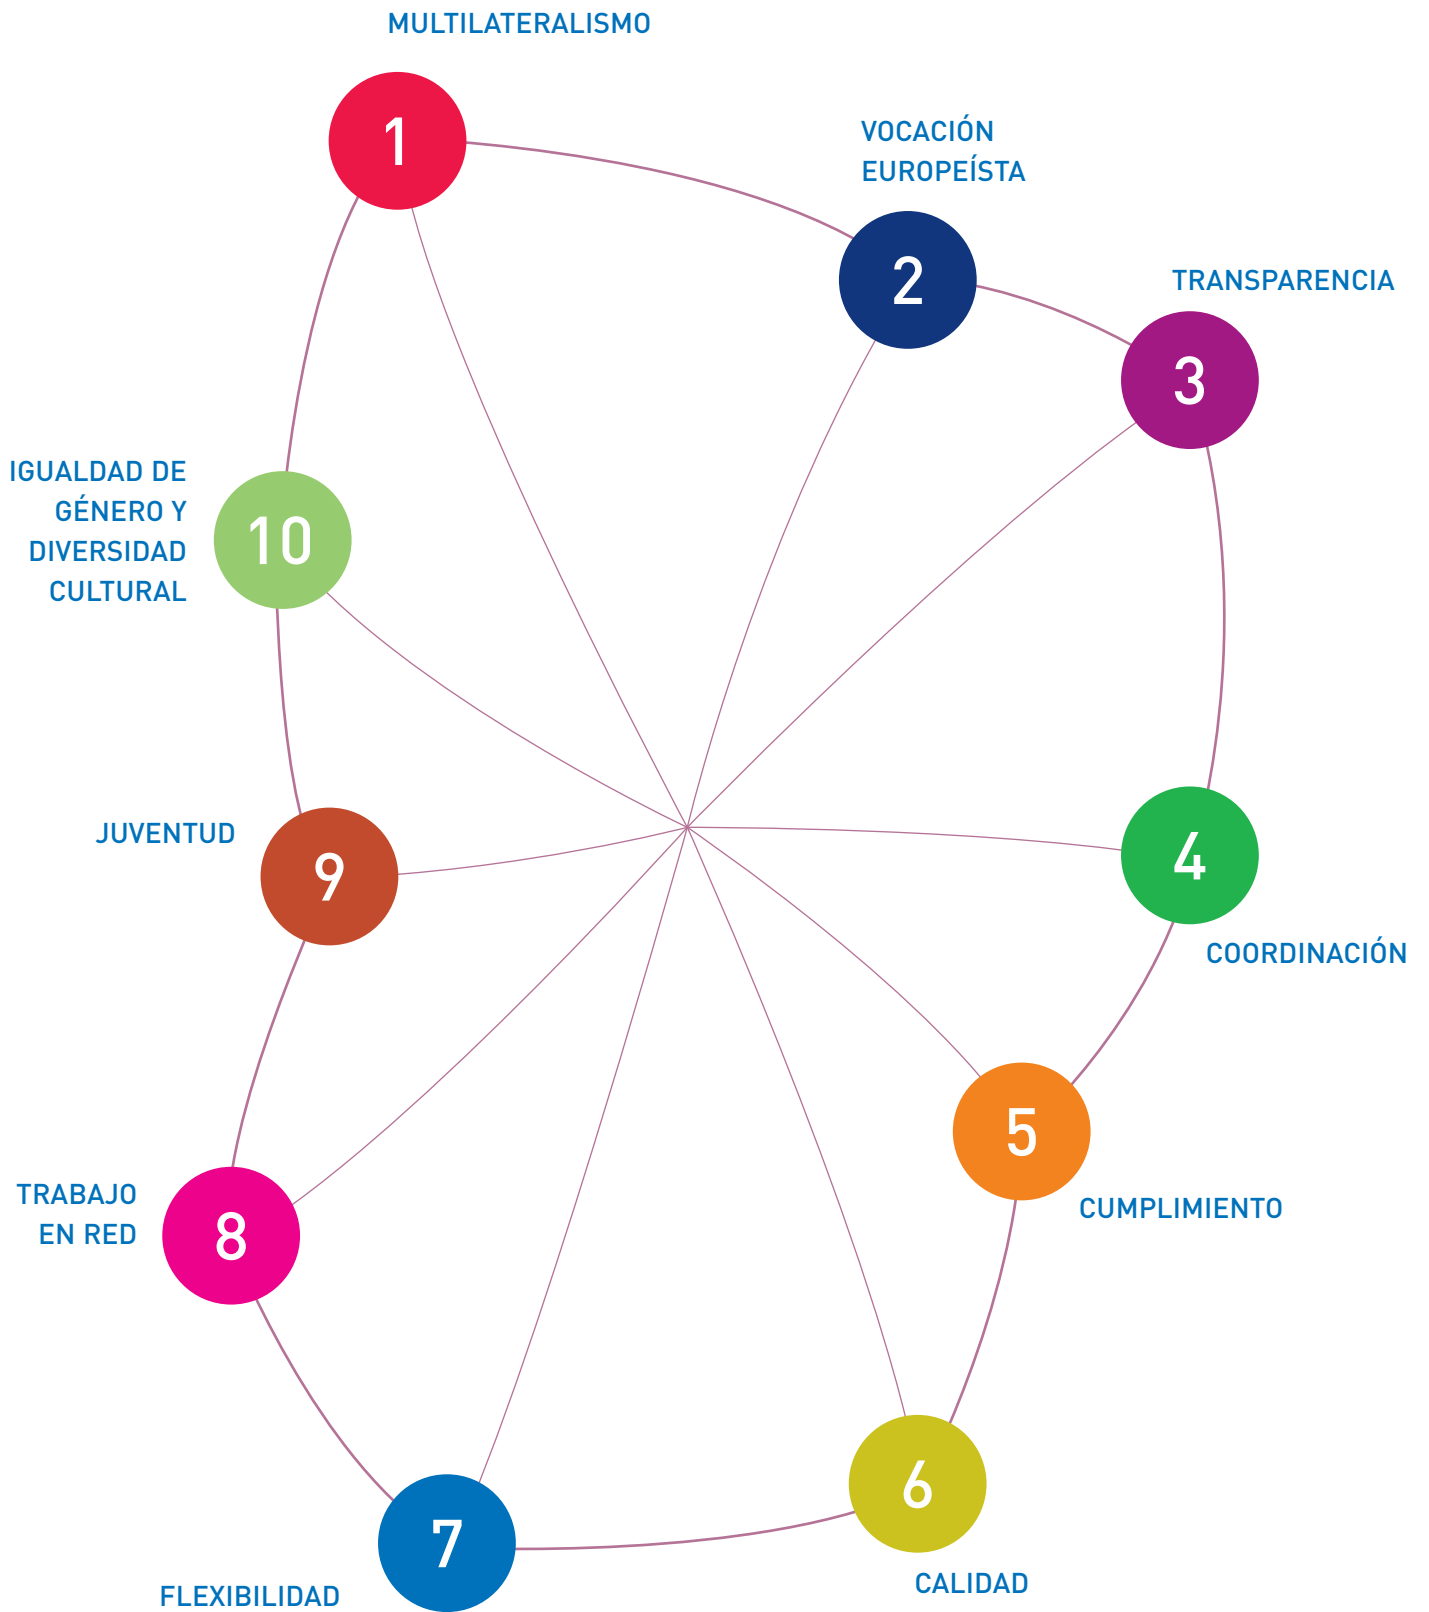 MULTILATERALISMO
1
VOCACIÓN
EUROPEÍSTA
2
TRANSPARENCIA
3
4
COORDINACIÓN
5
CUMPLIMIENTO
6
CALIDAD
7
FLEXIBILIDAD
TRABAJO
EN RED
8
JUVENTUD
9
IGUALDAD DE
GÉNERO Y
DIVERSIDAD
CULTURAL
10